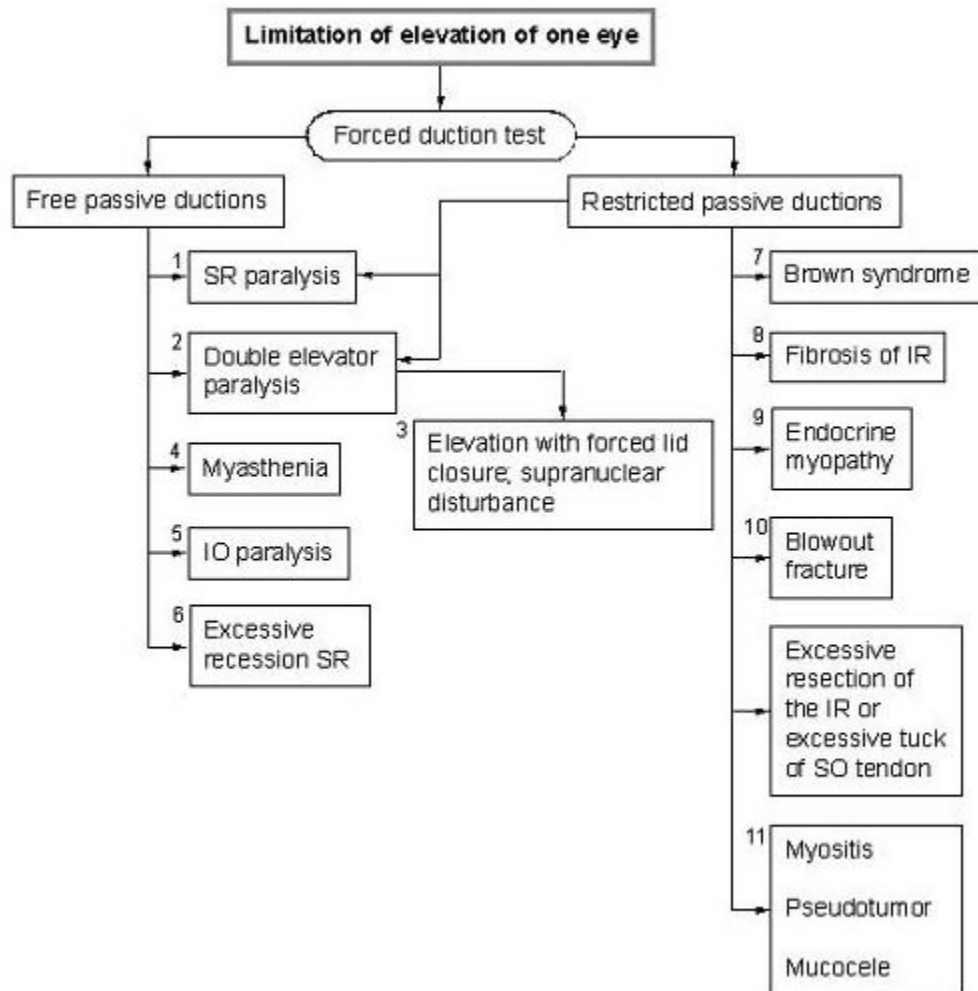 Limitation of elevation of one eye
Forced duction test
Free passive ductions
Restricted passive ductions
1
SR paralysis
2
Double elevator
paralysis
3
Elevation with forced lid
closure; supranuclear
disturbance
4
Myasthenia
5
IO paralysis
6
Excessive
recession SR
7
Brown syndrome
8
Fibrosis of IR
9
Endocrine
myopathy
10
Blowout
fracture
Excessive
resection of
the IR or
excessive tuck
of SO tendon
11
Myositis
Pseudotumor
Mucocele